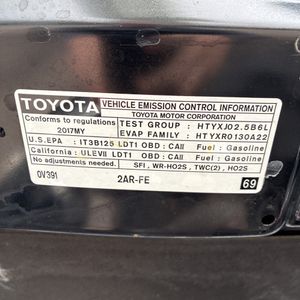 TOYOTA VEHICLE EMISSION CONTROL INFORMATION
TOYOTA MOTOR CORPORATION
Conforms to regulations TEST GROUP : HTYXJ02.5B6L
2017MY EVAP FAMILY : HTYXR0130A22
U.S.EPA : IT3B125 LDT1 OBD : CAII Fuel : Gasoline
California : ULEVII LDT1 OBD : CAII Fuel : Gasoline
No adjustments needed. SFI , WR-HO2S , TWC(2) , HO2S
0V391 2AR-FE 69